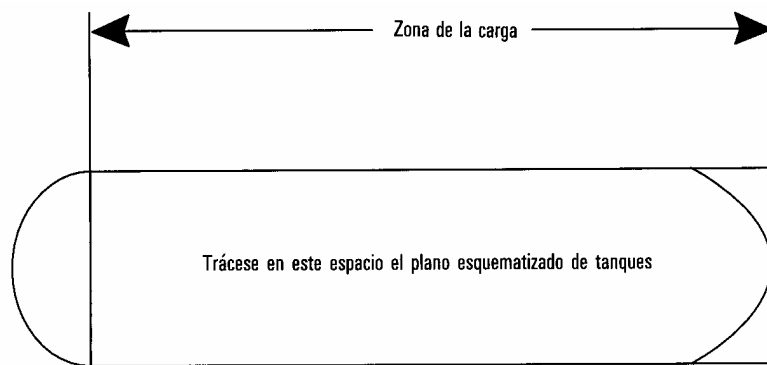 Zona de la carga
Trácese en este espacio el plano esquematizado de tanques